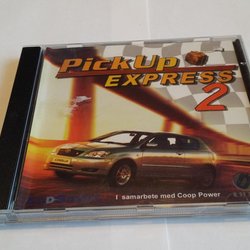 PickUp
EXPRESS
2
I samarbete med Coop Power